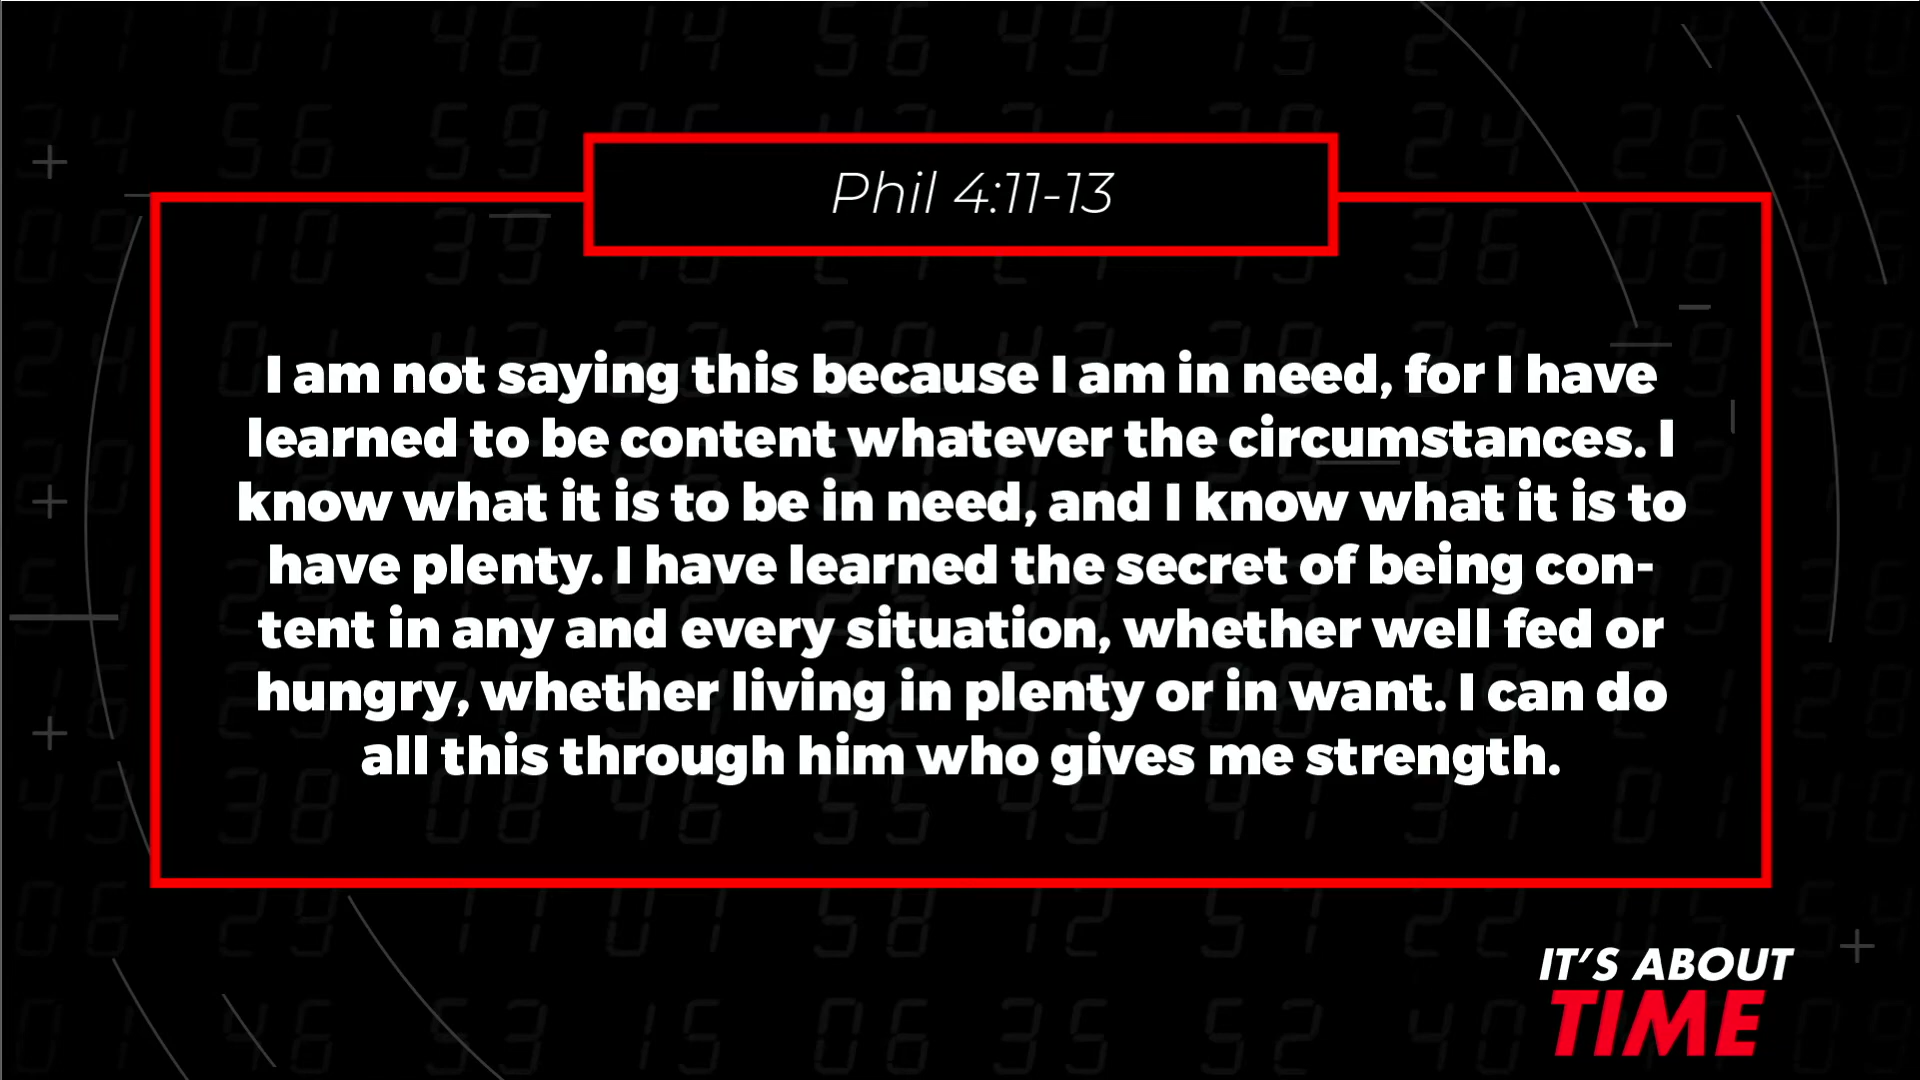 Phil 4:11-13
I am not saying this because I am in need, for I have
learned to be content whatever the circumstances. I
know what it is to be in need, and I know what it is to
have plenty. I have learned the secret of being con-
tent in any and every situation, whether well fed or
hungry, whether living in plenty or in want. I can do
all this through him who gives me strength.
IT'S ABOUT
TIME